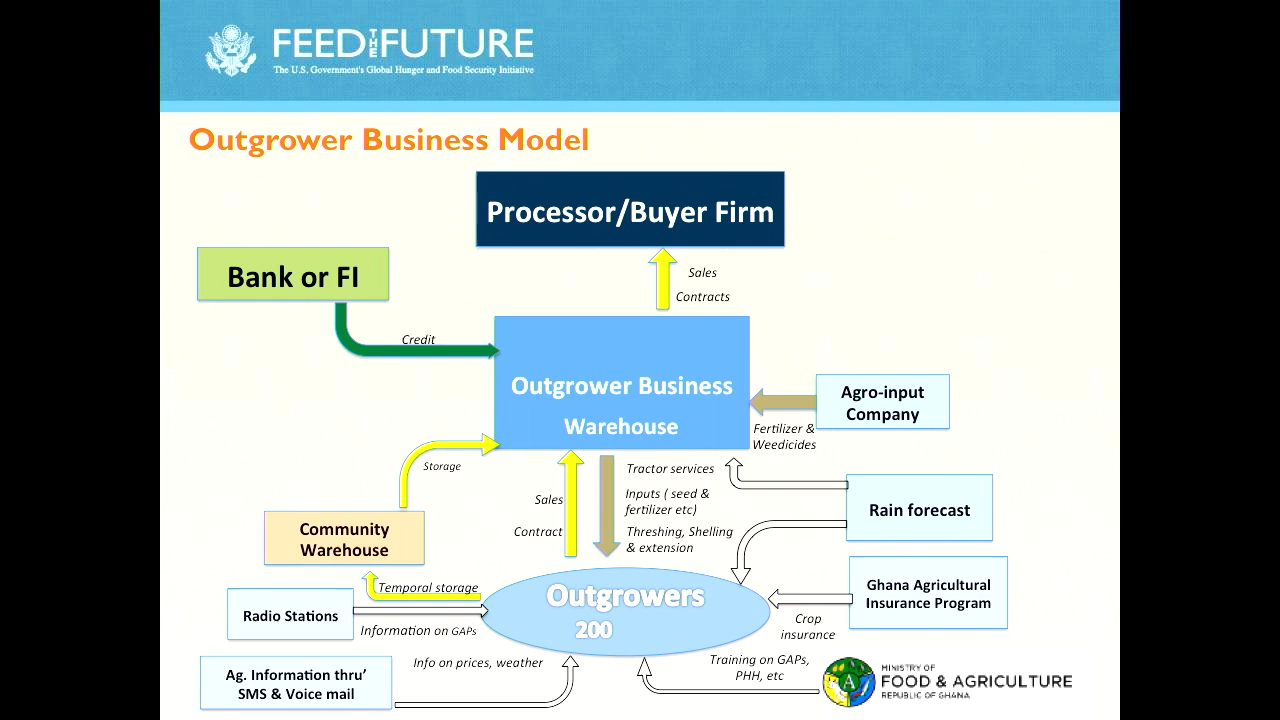 FEED THE FUTURE
The U.S. Government's Global Hunger and Food Security Initiative
Outgrower Business Model
Processor/Buyer Firm
Bank or FI
Sales
Contracts
Credit
Outgrower Business
Warehouse
Agro-input
Company
Fertilizer &
Weedicides
Storage
Tractor services
Inputs ( seed &
fertilizer etc)
Threshing, Shelling
& extension
Sales
Contract
Rain forecast
Community
Warehouse
Temporal storage
Outgrowers
200
Ghana Agricultural
Insurance Program
Crop
insurance
Radio Stations
Information on GAPs
Info on prices, weather
Ag. Information thru’
SMS & Voice mail
Training on GAPs,
PHH, etc
MINISTRY OF
FOOD & AGRICULTURE
REPUBLIC OF GHANA